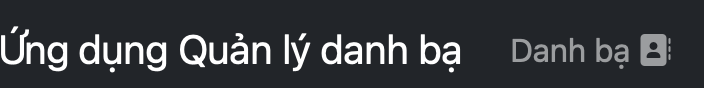 Ứng dụng Quản lý danh bạ
Danh bạ